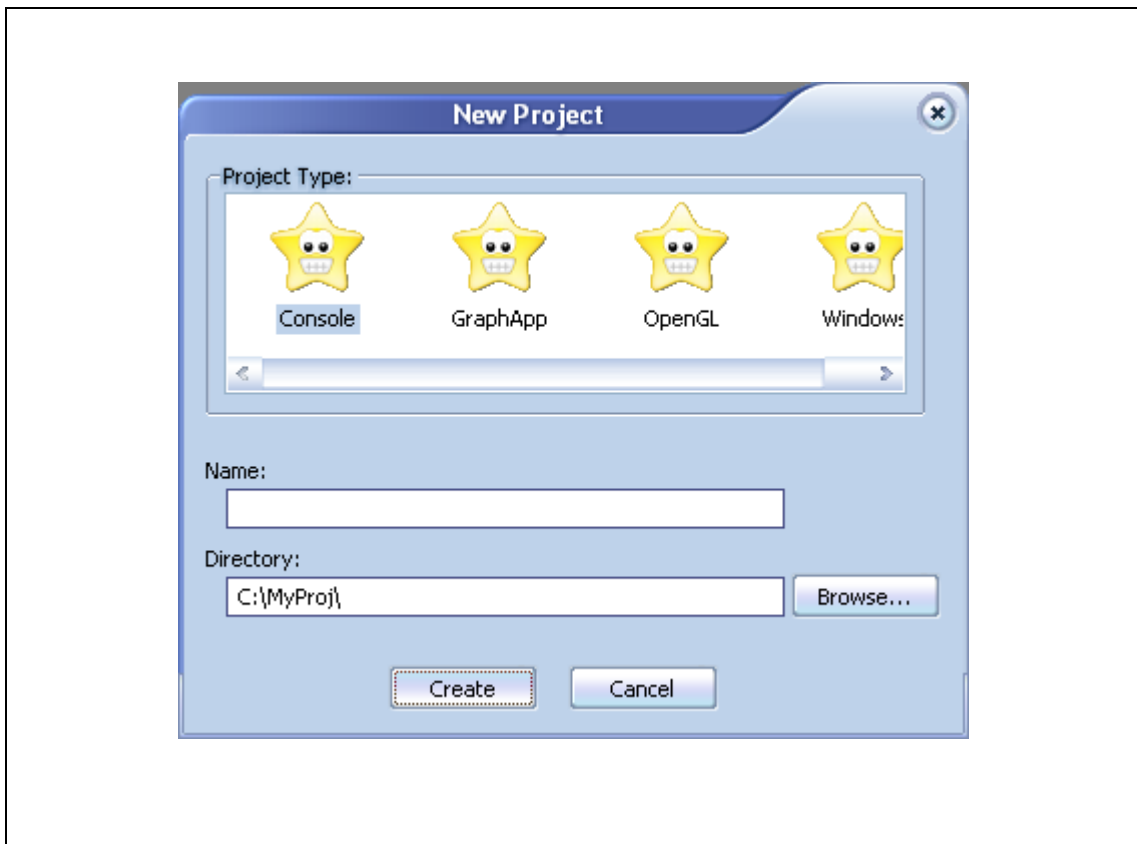 New Project
Project Type:
Console GraphApp OpenGL Windows
Name:
Directory:
C:\MyProj\
Browse...
Create Cancel